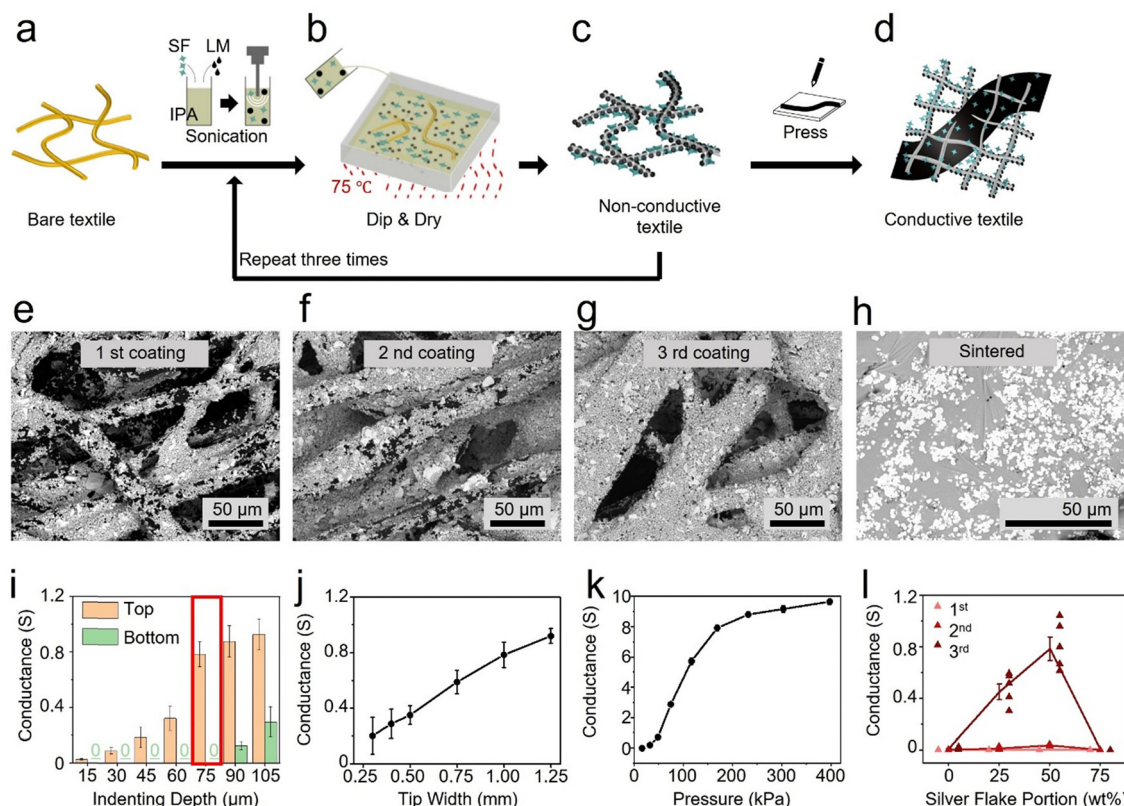 a
b
c
d
SF
LM
IPA
Sonication
75 ℃
Press
Bare textile
Dip & Dry
Non-conductive
textile
Conductive textile
Repeat three times
e
f
g
h
1 st coating
2 nd coating
3 rd coating
Sintered
50 µm
50 µm
50 µm
50 µm
i
Conductance (S)
1.2
0.8
0.4
0
Top
Bottom
0
0
0
0
0
15 30 45 60 75 90 105
Indenting Depth (µm)
j
Conductance (S)
1.2
0.8
0.4
0.0
0.25 0.50 0.75 1.00 1.25
Tip Width (mm)
k
Conductance (S)
10
8
6
4
2
0
0 100 200 300 400
Pressure (kPa)
l
Conductance (S)
1.2
0.8
0.4
0
1st
2nd
3rd
0 25 50 75
Silver Flake Portion (wt%)